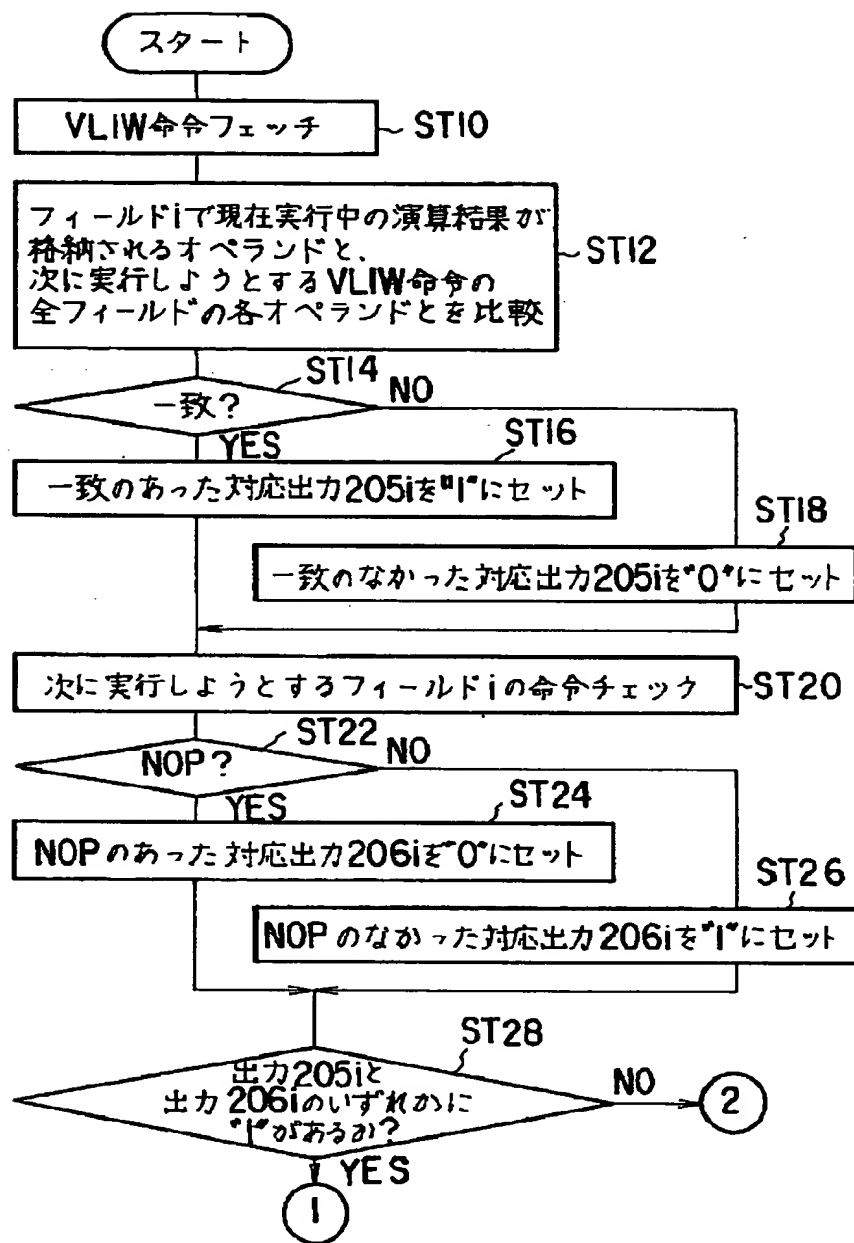 スタート
VLIW命令フェッチ
ST10
フィールドiで現在実行中の演算結果が
格納されるオペランドと、
次に実行しようとするVLIW命令の
全フィールドの各オペランドとを比較
ST12
ST14
一致?
NO
YES
ST16
一致のあった対応出力205iを"1"にセット
ST18
一致のなかった対応出力205iを"0"にセット
次に実行しようとするフィールドiの命令チェック
ST20
ST22
NOP?
NO
YES
ST24
NOPのあった対応出力206iを"0"にセット
ST26
NOPのなかった対応出力206iを"1"にセット
ST28
出力205iと
出力206iのいずれかに
"1"があるか?
NO
2
YES
1